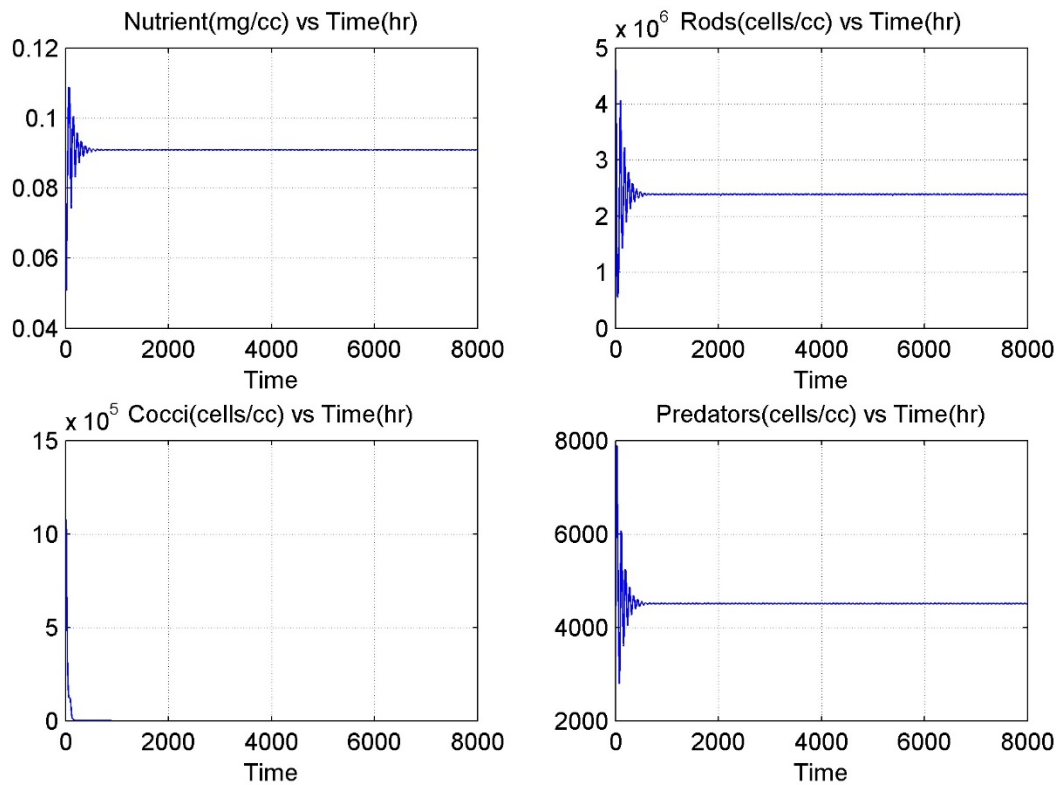 Nutrient(mg/cc) vs Time(hr)
0.12
0.1
0.08
0.06
0.04
0 2000 4000 6000 8000
Time
x 10^6 Rods(cells/cc) vs Time(hr)
5
4
3
2
1
0
0 2000 4000 6000 8000
Time
x 10^5 Cocci(cells/cc) vs Time(hr)
15
10
5
0
0 2000 4000 6000 8000
Time
Predators(cells/cc) vs Time(hr)
8000
6000
4000
2000
0 2000 4000 6000 8000
Time